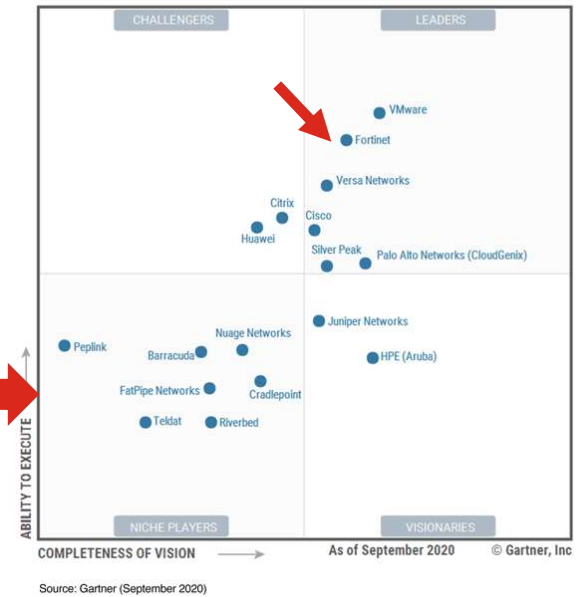 CHALLENGERS
LEADERS
VMware
Fortinet
Versa Networks
Citrix
Cisco
Huawei
Silver Peak
Palo Alto Networks (CloudGenix)
Juniper Networks
Nuage Networks
Peplink
Barracuda
HPE (Aruba)
FatPipe Networks
Cradlepoint
Teldat
Riverbed
ABILITY TO EXECUTE
NICHE PLAYERS
VISIONARIES
COMPLETENESS OF VISION
As of September 2020
© Gartner, Inc
Source: Gartner (September 2020)